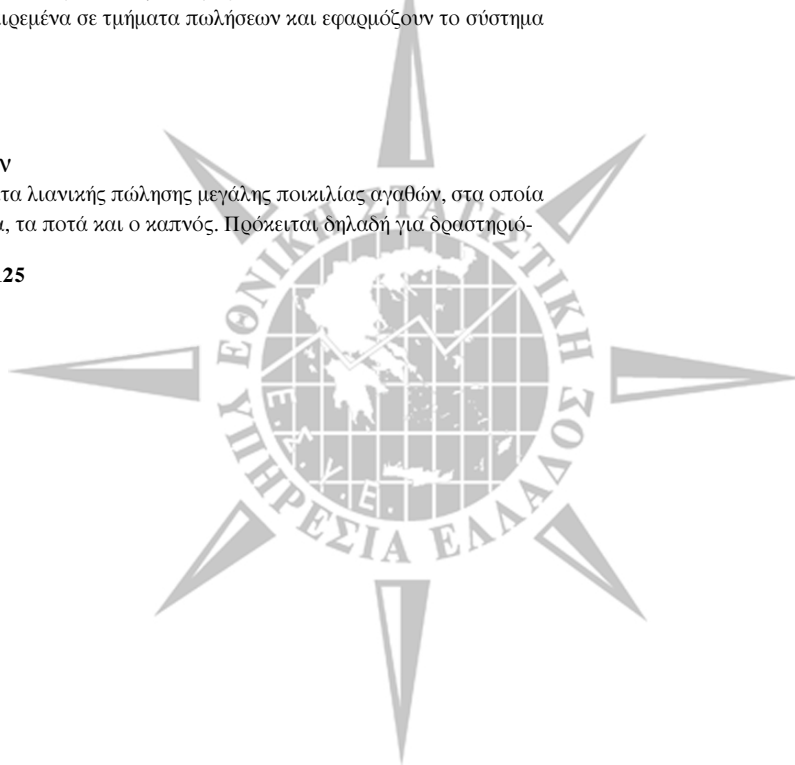 ιρεμένα σε τμήματα πωλήσεων και εφαρμόζουν το σύστημα
ν
τα λιανικής πώλησης μεγάλης ποικιλίας αγαθών, στα οποία
, τα ποτά και ο καπνός. Πρόκειται δηλαδή για δραστηριό-
25
ΕΘΝΙΚΗ ΣΤΑΤΙΣΤΙΚΗ
ΥΠΗΡΕΣΙΑ ΕΛΛΑΔΟΣ
Ε.Σ.Υ.Ε.